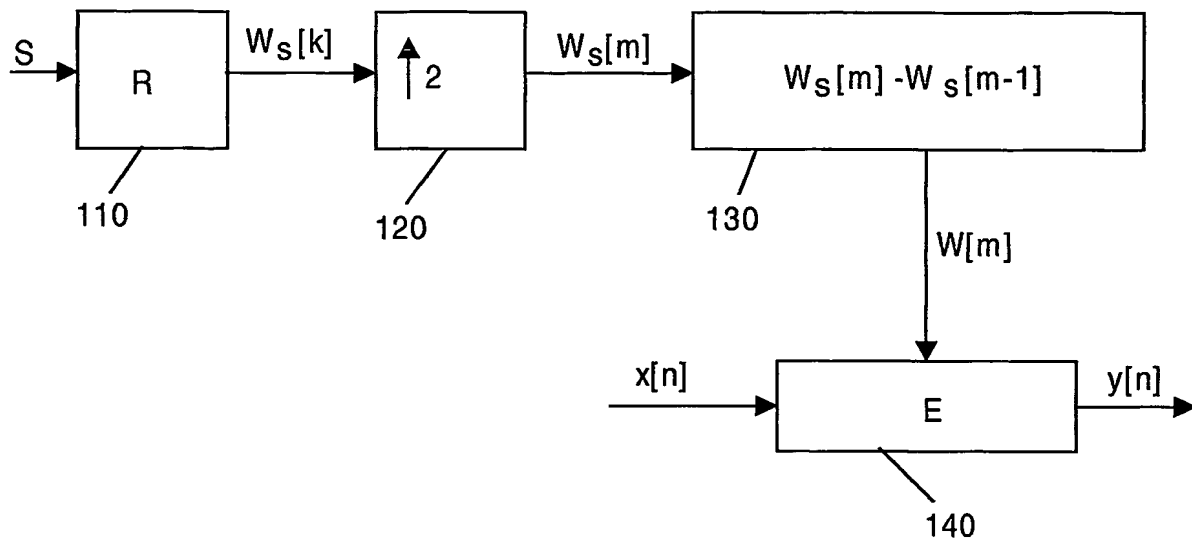 S
R
W_S[k]
2
W_S[m]
W_S[m] -W_S[m-1]
110
120
130
W[m]
x[n]
E
y[n]
140